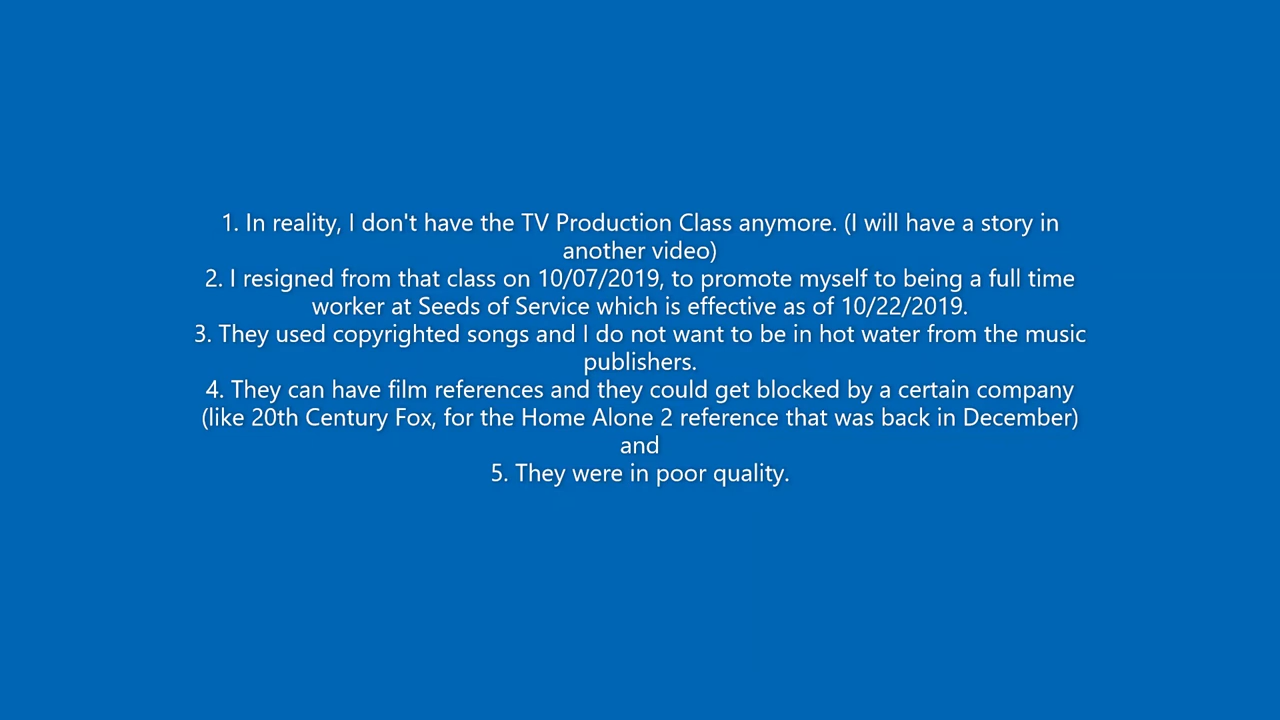 1. In reality, I don't have the TV Production Class anymore. (I will have a story in
another video)
2. I resigned from that class on 10/07/2019, to promote myself to being a full time
worker at Seeds of Service which is effective as of 10/22/2019.
3. They used copyrighted songs and I do not want to be in hot water from the music
publishers.
4. They can have film references and they could get blocked by a certain company
(like 20th Century Fox, for the Home Alone 2 reference that was back in December)
and
5. They were in poor quality.